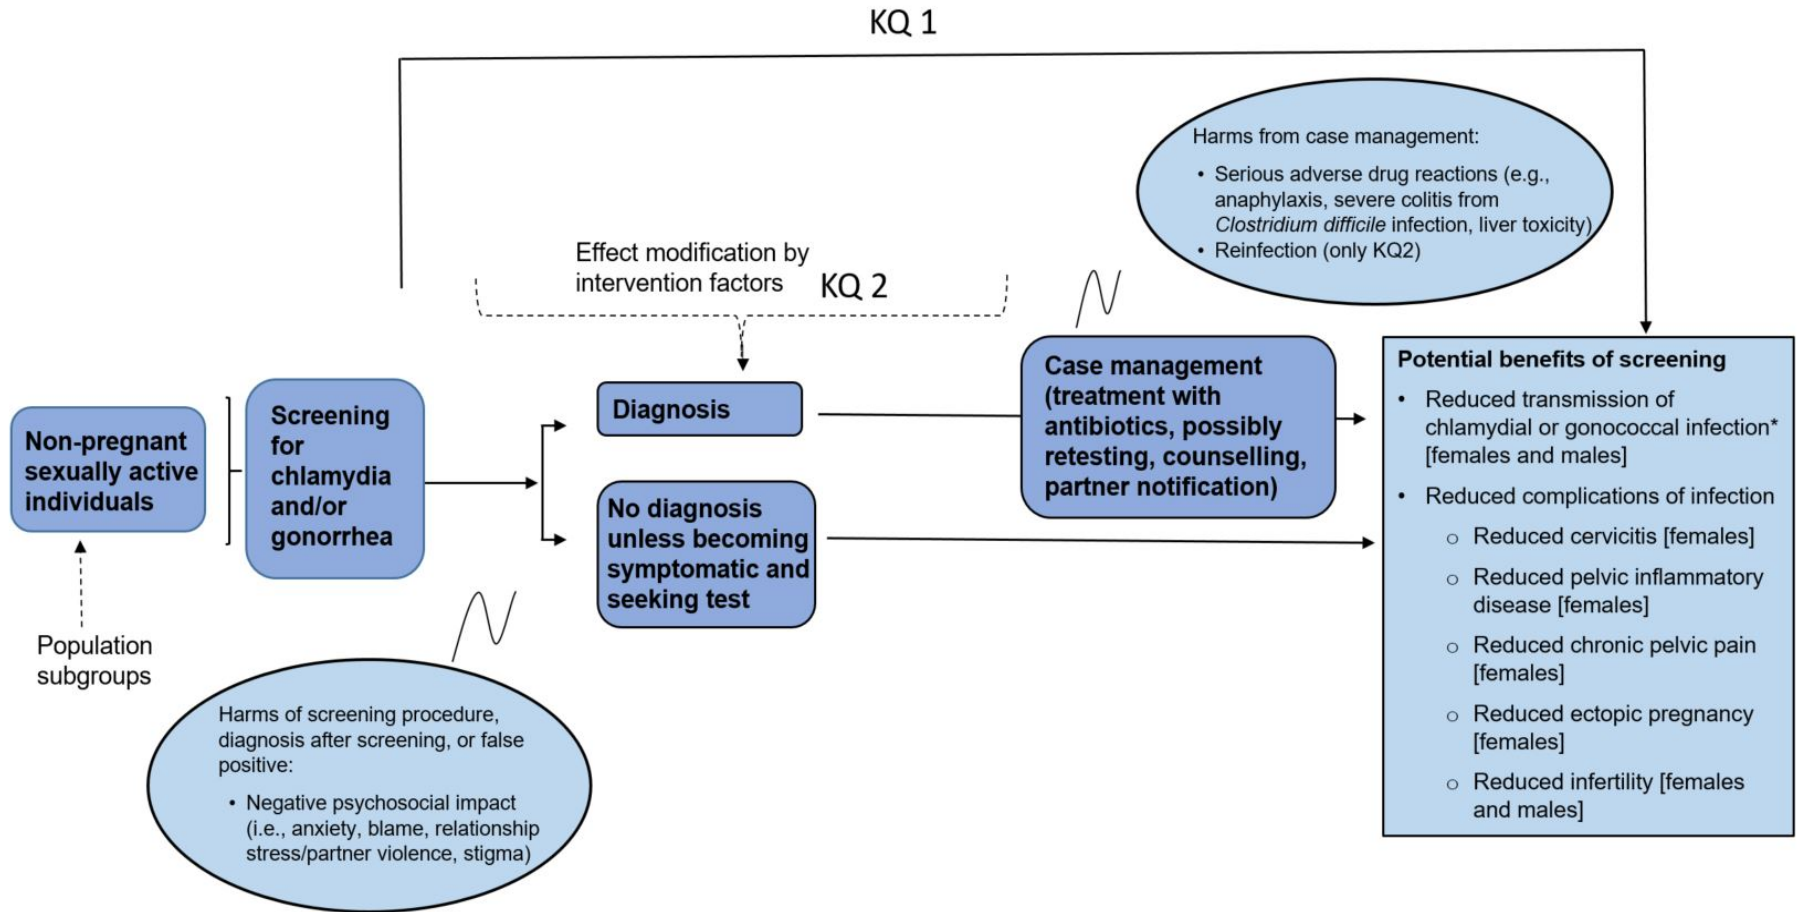 KQ 1
Harms from case management:
• Serious adverse drug reactions (e.g.,
anaphylaxis, severe colitis from
Clostridium difficile infection, liver toxicity)
• Reinfection (only KQ2)
Effect modification by
intervention factors
KQ 2
Non-pregnant
sexually active
individuals
Population
subgroups
Screening
for
chlamydia
and/or
gonorrhea
Diagnosis
No diagnosis
unless becoming
symptomatic and
seeking test
Case management
(treatment with
antibiotics, possibly
retesting, counselling,
partner notification)
Potential benefits of screening
• Reduced transmission of
chlamydial or gonococcal infection*
[females and males]
• Reduced complications of infection
o Reduced cervicitis [females]
o Reduced pelvic inflammatory
disease [females]
o Reduced chronic pelvic pain
[females]
o Reduced ectopic pregnancy
[females]
o Reduced infertility [females
and males]
Harms of screening procedure,
diagnosis after screening, or false
positive:
• Negative psychosocial impact
(i.e., anxiety, blame, relationship
stress/partner violence, stigma)